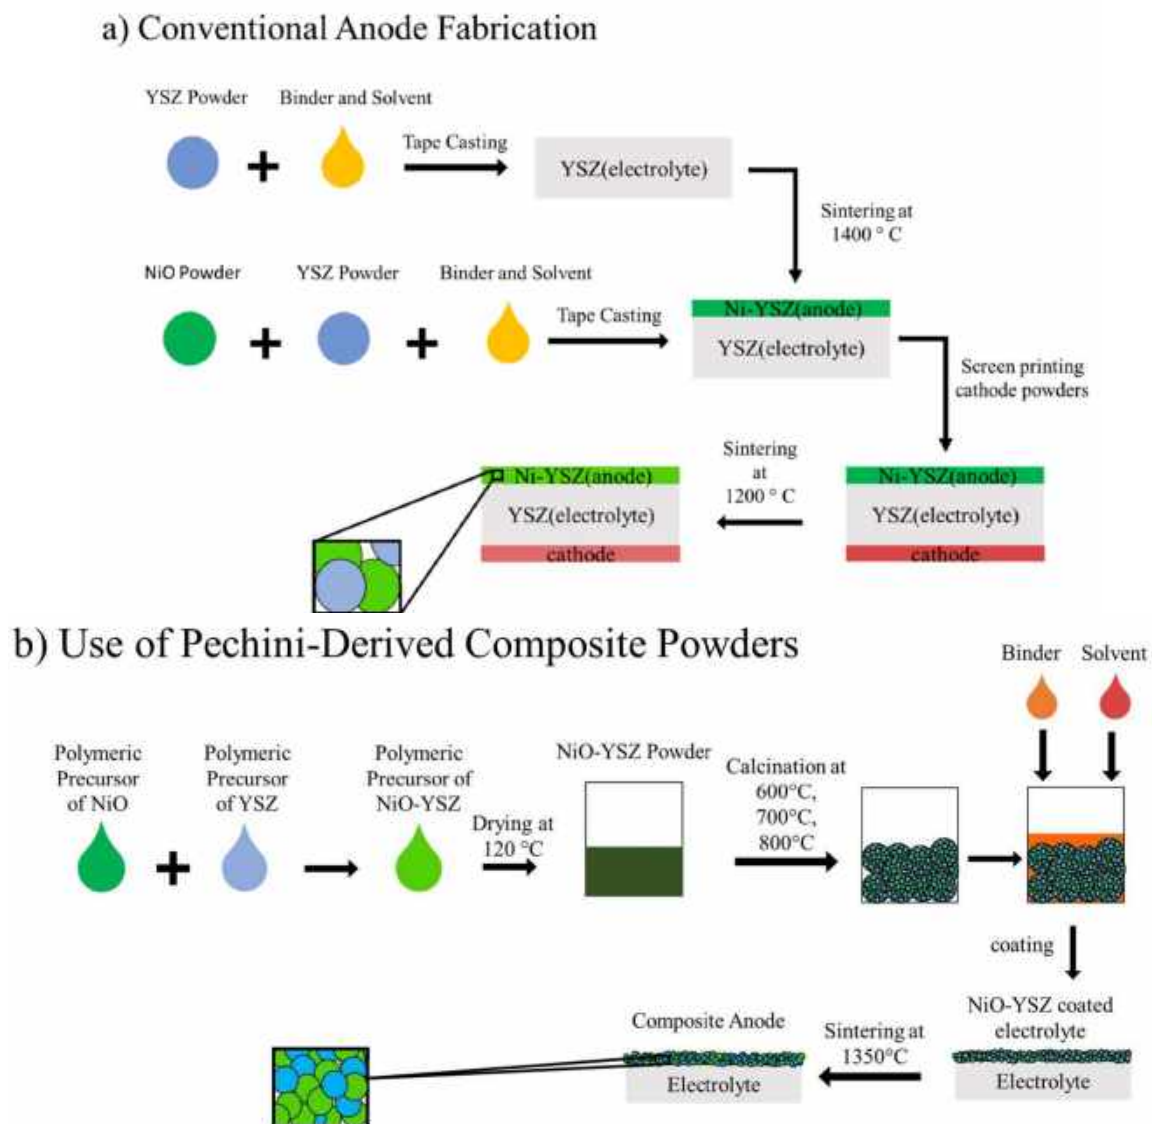 a) Conventional Anode Fabrication
YSZ Powder
Binder and Solvent
Tape Casting
YSZ(electrolyte)
Sintering at
1400 ° C
NiO Powder
YSZ Powder
Binder and Solvent
Tape Casting
Ni-YSZ(anode)
YSZ(electrolyte)
Screen printing
cathode powders
Ni-YSZ(anode)
YSZ(electrolyte)
cathode
Sintering
at
1200 ° C
Ni-YSZ(anode)
YSZ(electrolyte)
cathode
b) Use of Pechini-Derived Composite Powders
Binder
Solvent
Polymeric
Precursor
of NiO
Polymeric
Precursor
of YSZ
Polymeric
Precursor of
NiO-YSZ
Drying at
120 °C
NiO-YSZ Powder
Calcination at
600°C,
700°C,
800°C
coating
NiO-YSZ coated
electrolyte
Electrolyte
Sintering at
1350°C
Composite Anode
Electrolyte